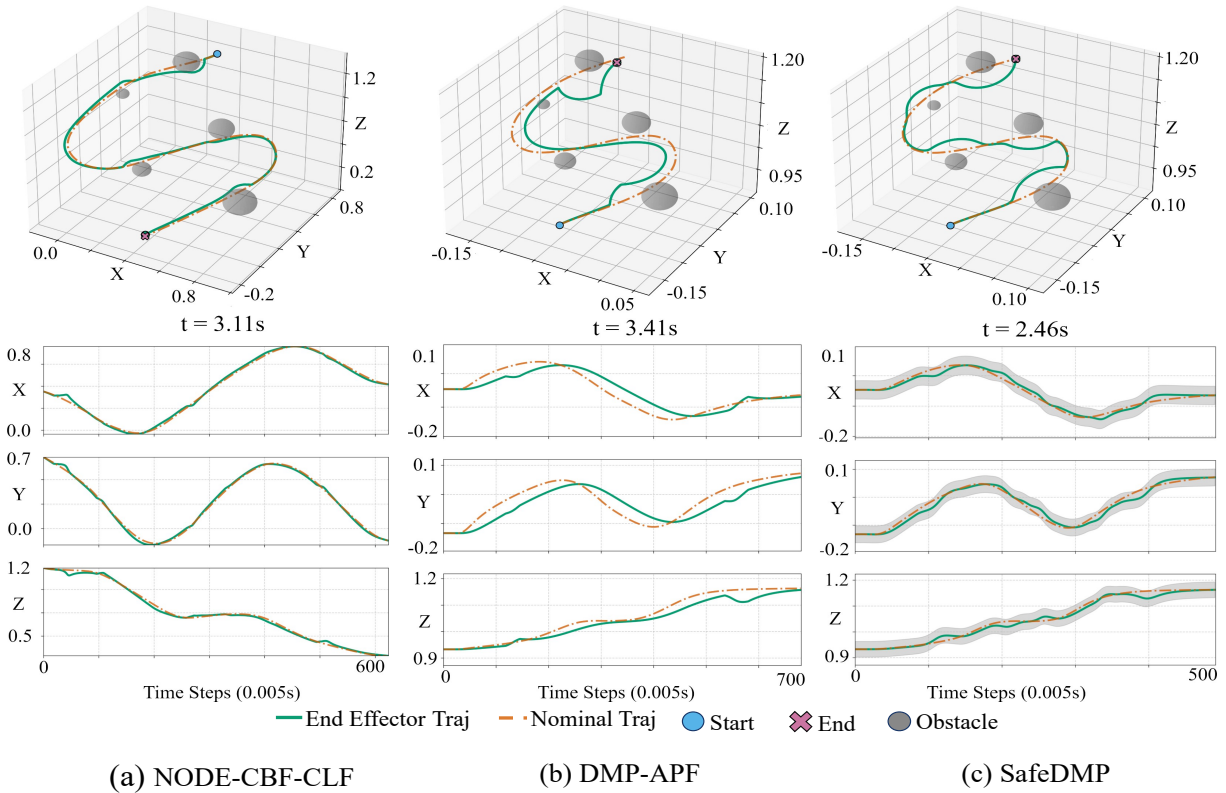 1.2
Z
0.2
0.8
Y
-0.2
0.8
X
0.0
t = 3.11s
1.20
Z
0.95
0.10
Y
-0.15
0.05
X
-0.15
t = 3.41s
1.20
Z
0.95
0.10
Y
-0.15
0.10
X
-0.15
t = 2.46s
0.8
X
0.0
0.7
Y
0.0
1.2
Z
0.5
0 600
Time Steps (0.005s)
0.1
X
-0.2
0.1
Y
-0.2
1.2
Z
0.9
0 700
Time Steps (0.005s)
0.1
X
-0.2
0.1
Y
-0.2
1.2
Z
0.9
0 500
Time Steps (0.005s)
End Effector Traj Nominal Traj Start End Obstacle
(a) NODE-CBF-CLF (b) DMP-APF (c) SafeDMP